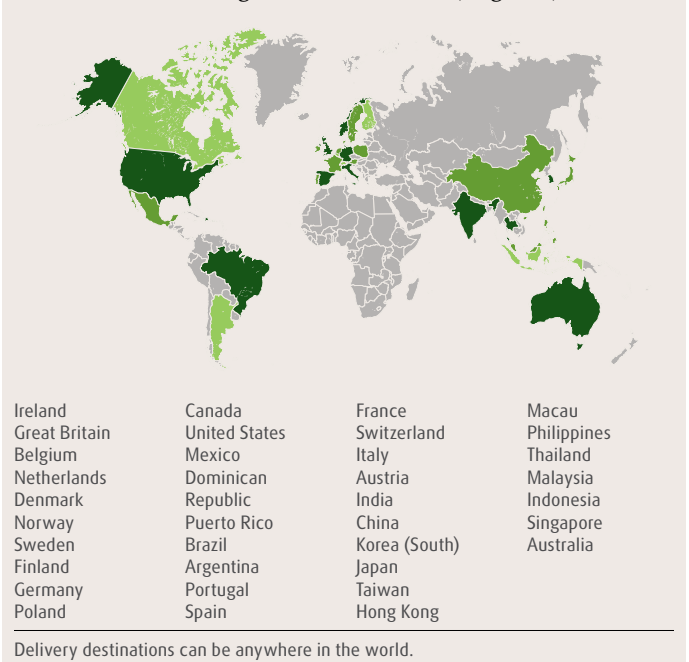 Ireland
Great Britain
Belgium
Netherlands
Denmark
Norway
Sweden
Finland
Germany
Poland
Canada
United States
Mexico
Dominican
Republic
Puerto Rico
Brazil
Argentina
Portugal
Spain
France
Switzerland
Italy
Austria
India
China
Korea (South)
Japan
Taiwan
Hong Kong
Macau
Philippines
Thailand
Malaysia
Indonesia
Singapore
Australia
Delivery destinations can be anywhere in the world.